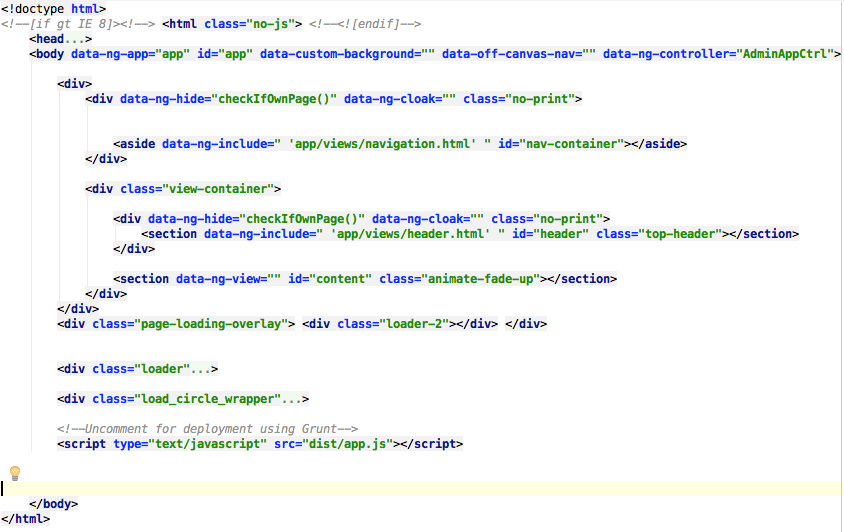 <!doctype html>
<!--[if gt IE 8]><!--> <html class="no-js"> <!--<![endif]-->
<head...>
<body data-ng-app="app" id="app" data-custom-background="" data-off-canvas-nav="" data-ng-controller="AdminAppCtrl">
<div>
<div data-ng-hide="checkIfOwnPage()" data-ng-cloak="" class="no-print">
<aside data-ng-include=" 'app/views/navigation.html' " id="nav-container"></aside>
</div>
<div class="view-container">
<div data-ng-hide="checkIfOwnPage()" data-ng-cloak="" class="no-print">
<section data-ng-include=" 'app/views/header.html' " id="header" class="top-header"></section>
</div>
<section data-ng-view="" id="content" class="animate-fade-up"></section>
</div>
</div>
<div class="page-loading-overlay"> <div class="loader-2"></div> </div>
<div class="loader"...>
<div class="load_circle_wrapper"...>
<!--Uncomment for deployment using Grunt-->
<script type="text/javascript" src="dist/app.js"></script>
</body>
</html>